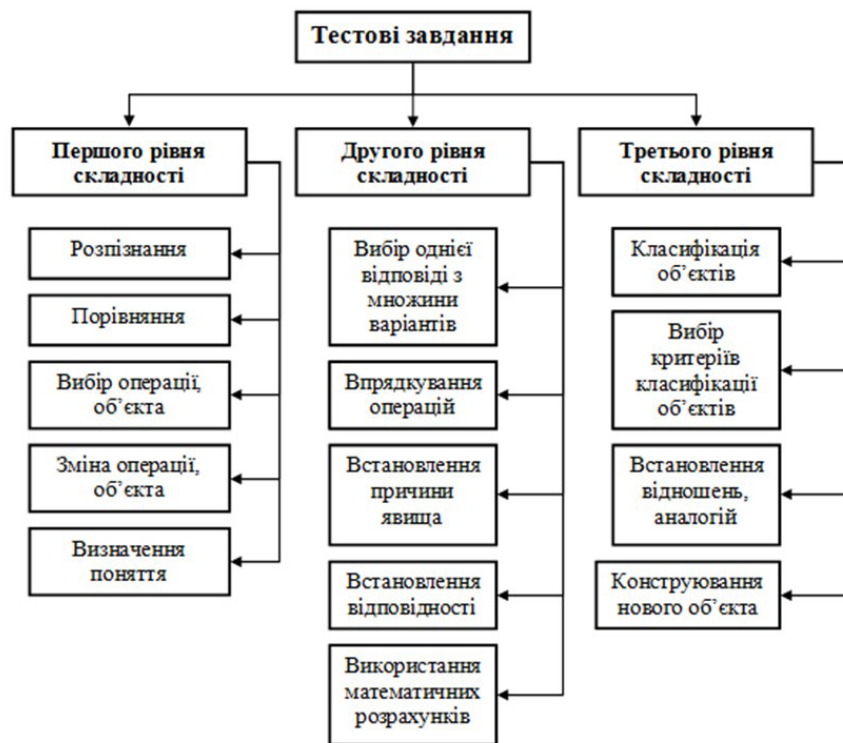 Тестові завдання
Першого рівня
складності
Розпізнання
Порівняння
Вибір операції,
об’єкта
Зміна операції,
об’єкта
Визначення
поняття
Другого рівня
складності
Вибір однієї
відповіді з
множини
варіантів
Впрядкування
операцій
Встановлення
причини
явища
Встановлення
відповідності
Використання
математичних
розрахунків
Третього рівня
складності
Класифікація
об’єктів
Вибір
критеріїв
класифікації
об’єктів
Встановлення
відношень,
аналогій
Конструювання
нового об’єкта